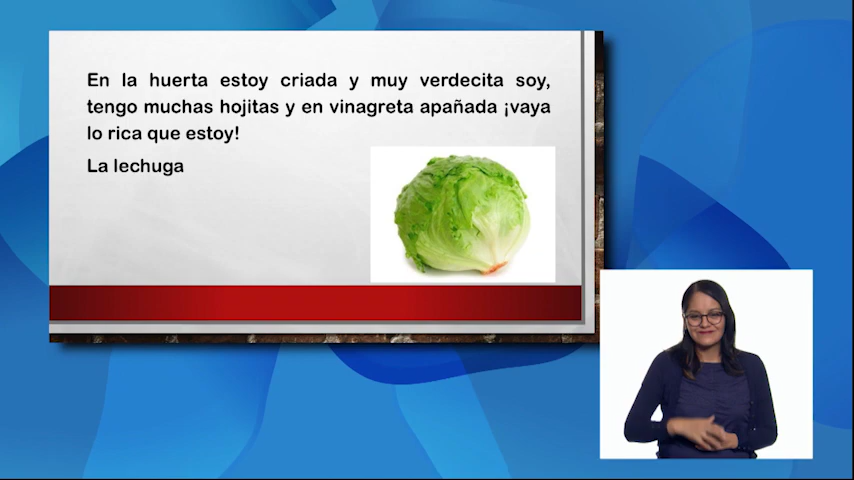 En la huerta estoy criada y muy verdecita soy,
tengo muchas hojitas y en vinagreta apañada ¡vaya
lo rica que estoy!
La lechuga